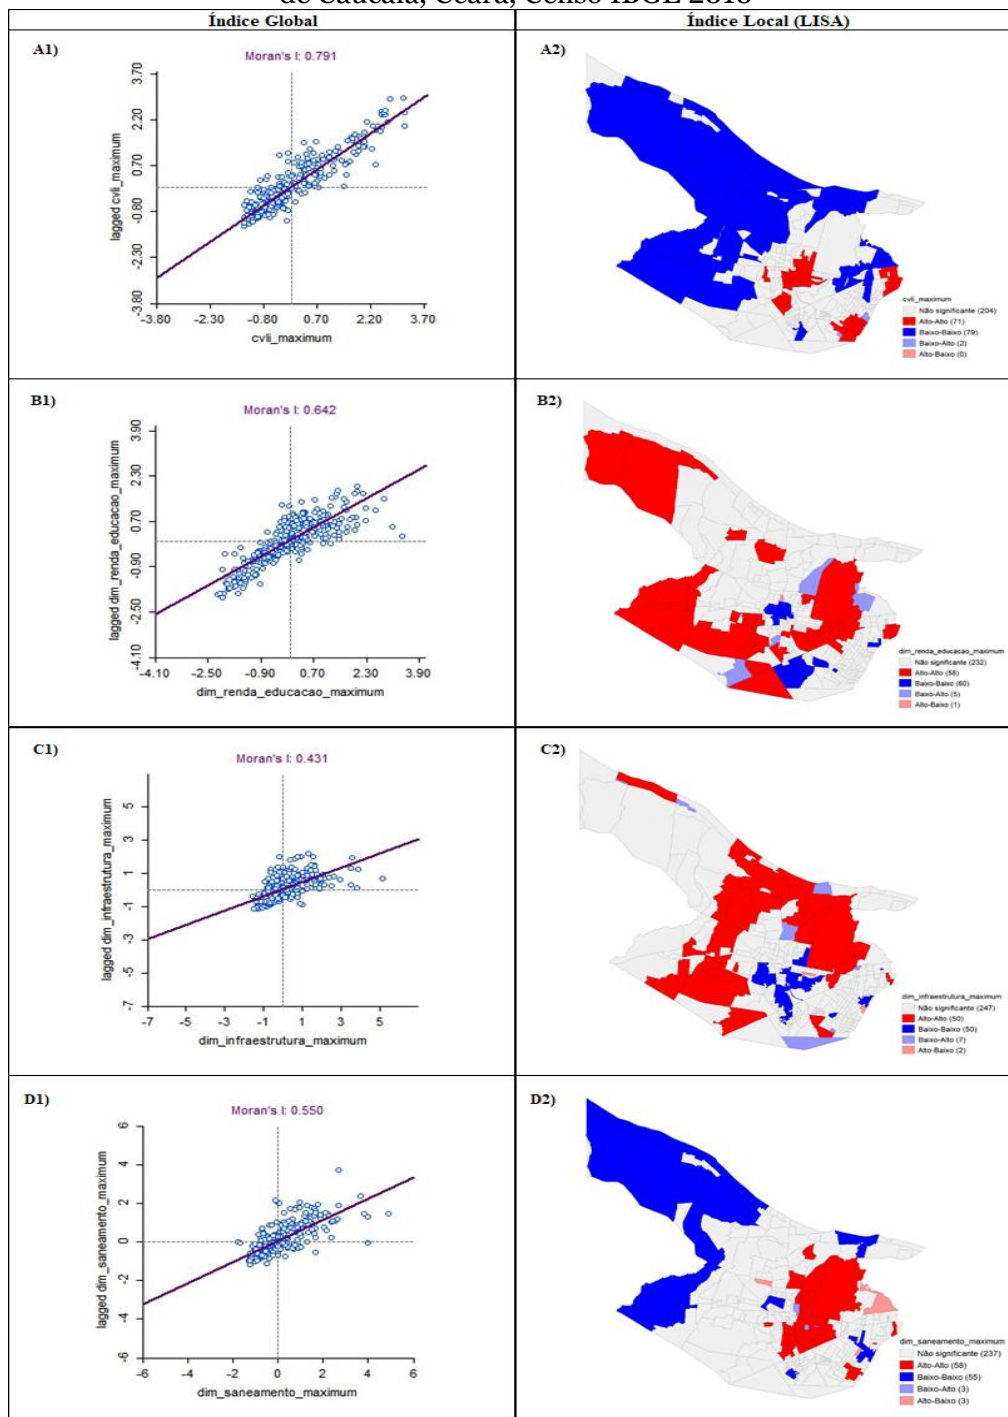 de Caucaia, Ceará, Censo IBGE 2010
Índice Global
Índice Local (LISA)
A1)
Moran's I: 0.791
3.70
2.20
0.70
-0.80
-2.30
-3.80
lagged cvli_maximum
-3.80 -2.30 -0.80 0.70 2.20 3.70
cvli_maximum
A2)
cvli_maximum
Não significante (204)
Alto-Alto (71)
Baixo-Baixo (79)
Baixo-Alto (2)
Alto-Baixo (0)
B1)
Moran's I: 0.642
3.90
2.30
0.70
-0.90
-2.50
-4.10
lagged dim_renda_educacao_maximum
-4.10 -2.50 -0.90 0.70 2.30 3.90
dim_renda_educacao_maximum
B2)
dim_renda_educacao_maximum
Não significante (232)
Alto-Alto (58)
Baixo-Baixo (60)
Baixo-Alto (5)
Alto-Baixo (1)
C1)
Moran's I: 0.431
5
3
1
-1
-3
-5
-7
lagged dim_infraestrutura_maximum
-7 -5 -3 -1 1 3 5
dim_infraestrutura_maximum
C2)
dim_infraestrutura_maximum
Não significante (247)
Alto-Alto (50)
Baixo-Baixo (50)
Baixo-Alto (7)
Alto-Baixo (2)
D1)
Moran's I: 0.550
6
4
2
0
-2
-4
-6
lagged dim_saneamento_maximum
-6 -4 -2 0 2 4 6
dim_saneamento_maximum
D2)
dim_saneamento_maximum
Não significante (237)
Alto-Alto (58)
Baixo-Baixo (55)
Baixo-Alto (3)
Alto-Baixo (3)